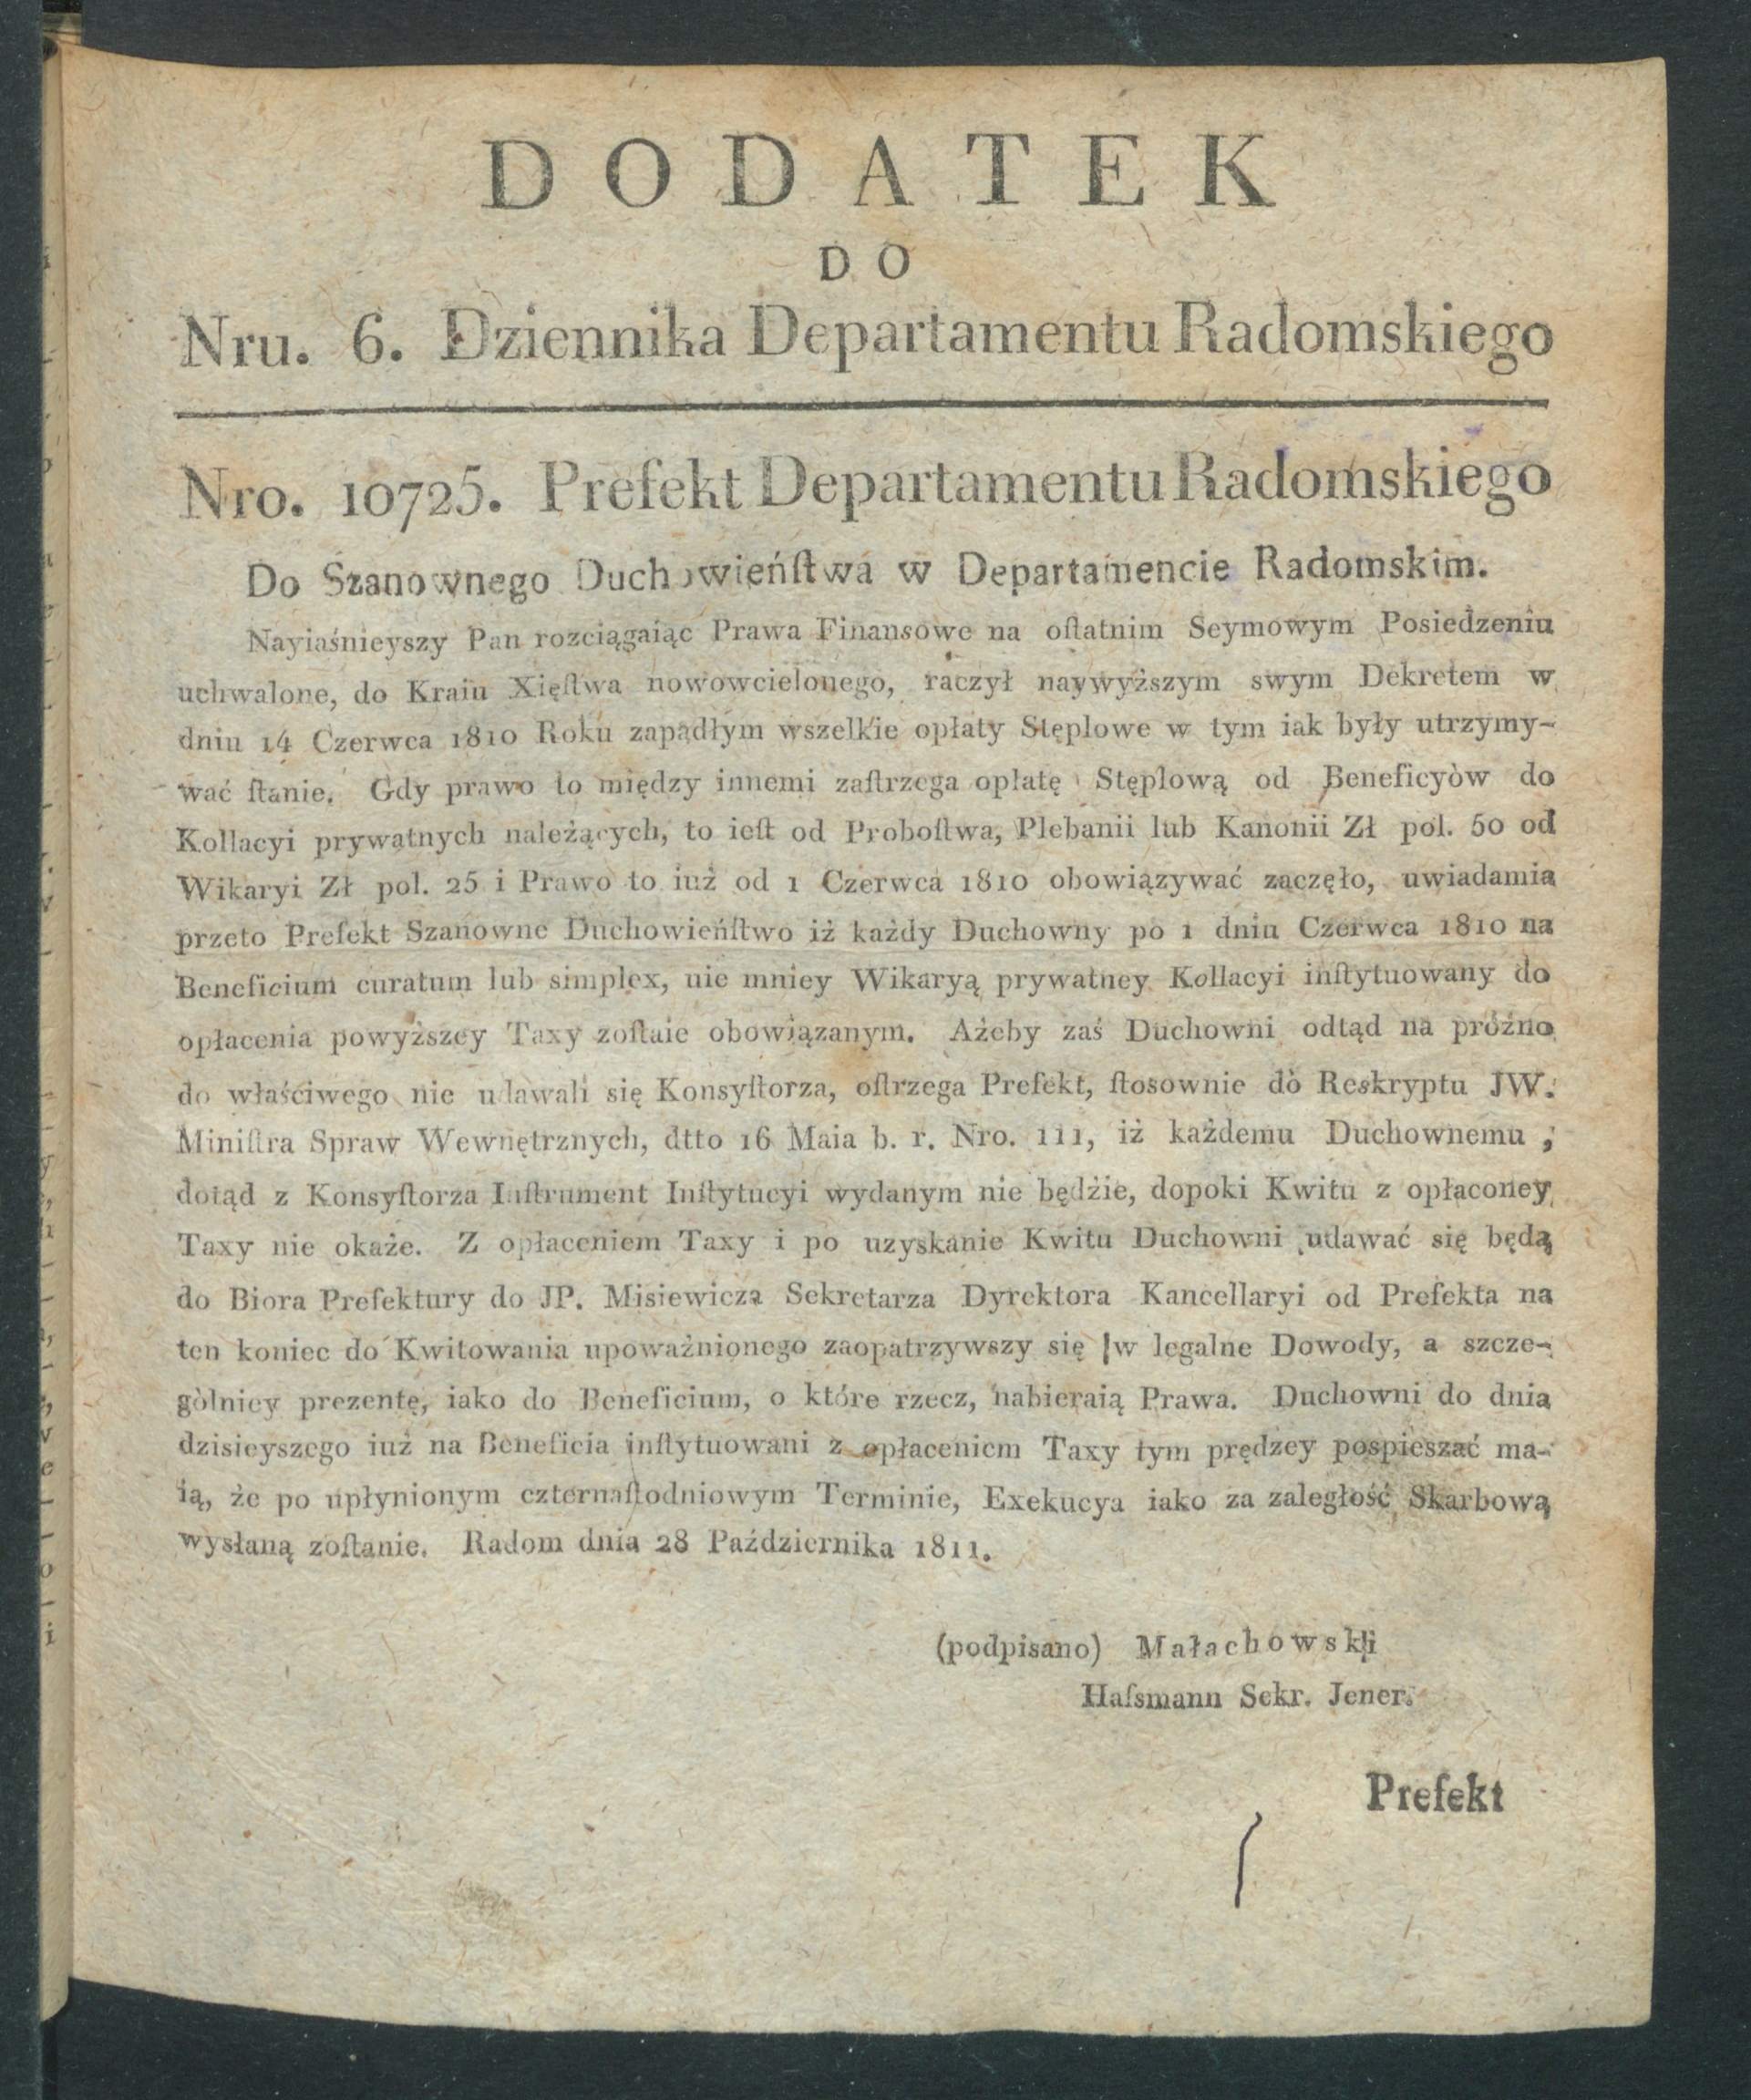 DODATEK
DO
Nru. 6. Dziennika Departamentu Radomskiego
Nro. 10725. Prefekt Departamentu Radomskiego
Do Szanownego Duchowieńſtwa w Departamencie Radomskim.
Nayiaśnieyszy Pan rozciągaiąc Prawa Finansowe na oſtatnim Seymowym Posiedzeniu
uchwalone, do Kraiu Xięſtwa nowowcielonego, raczył naywyższym swym Dekretem w
dniu 14 Czerwca 1810 Roku zapadłym wszelkie opłaty Stęplowe w tym iak były utrzymy-
wać ſtanie. Gdy prawo to między innemi zaſtrzega opłatę Stęplową od Beneficyòw do
Kollacyi prywatnych należących, to ieſt od Proboſtwa, Plebanii lub Kanonii Zł pol. 50 od
Wikaryi Zł pol. 25 i Prawo to iuż od 1 Czerwca 1810 obowiązywać zaczęło, uwiadamia
przeto Prefekt Szanowne Duchowieńſtwo iż każdy Duchowny po 1 dniu Czerwca 1810 na
Beneficium curatum lub simplex, nie mniey Wikaryą prywatney Kollacyi inſtytuowany do
opłacenia powyższey Taxy zoſtaie obowiązanym. Ażeby zaś Duchowni odtąd na próżno
do właściwego nie udawali się Konsyſtorza, oſtrzega Prefekt, ſtosownie dò Reskryptu JW.
Miniſtra Spraw Wewnętrznych, dtto 16 Maia b. r. Nro. 111, iż każdemu Duchownemu,
dotąd z Konsyſtorza Inſtrument Inſtytucyi wydanym nie będzie, dopoki Kwitu z opłaconey
Taxy nie okaże. Z opłaceniem Taxy i po uzyskanie Kwitu Duchowni udawać się będą
do Biora Prefektury do JP. Misiewicza Sekretarza Dyrektora Kancellaryi od Prefekta na
ten koniec do Kwitowania upoważnionego zaopatrzywszy się w legalne Dowody, a szcze-
gòlniey prezentę, iako do Beneficium, o które rzecz, nabieraią Prawa. Duchowni do dnia
dzisieyszego iuż na Beneficia inſtytuowani z opłaceniem Taxy tym prędzey pospieszać ma-
ią, że po upłynionym czternaſtodniowym Terminie, Exekucya iako za zaległość Skarbową
wysłaną zoſtanie. Radom dnia 28 Października 1811.
(podpisano) Małachowski
Haſsmann Sekr. Jener.
Prefekt